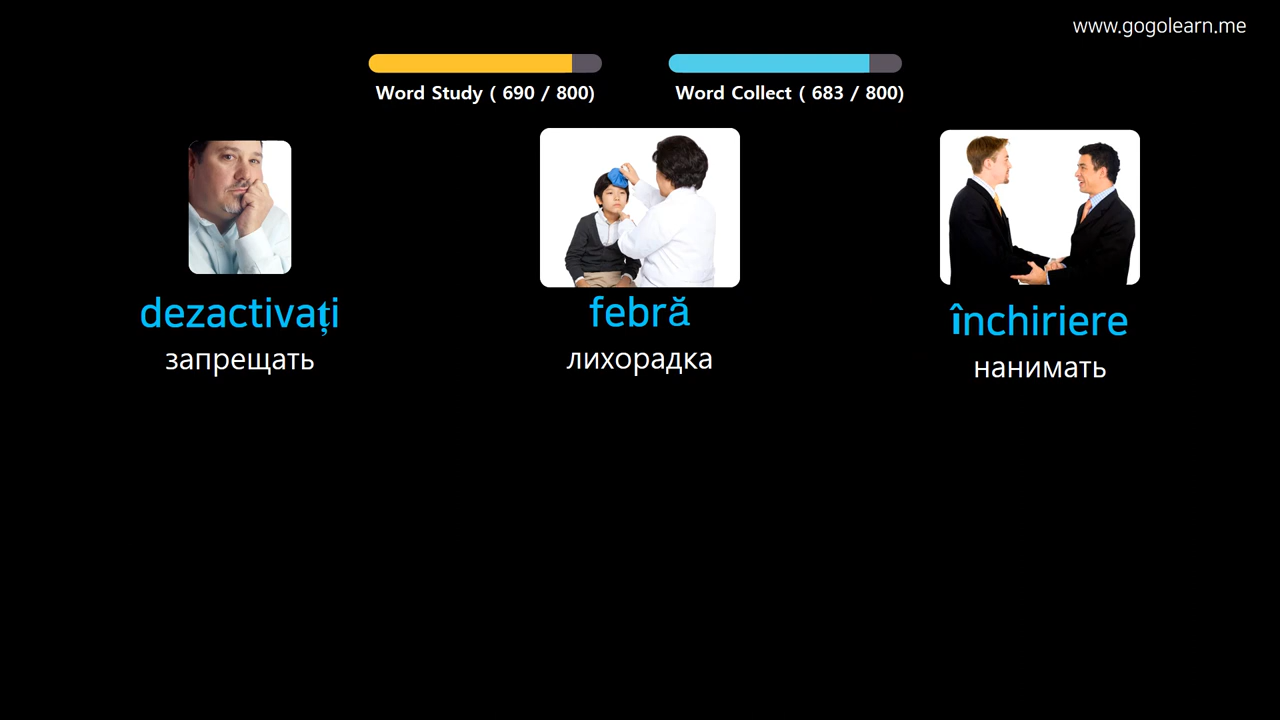 www.gogolearn.me
Word Study ( 690 / 800)
Word Collect ( 683 / 800)
dezactivați
запрещать
febră
лихорадка
închiriere
нанимать